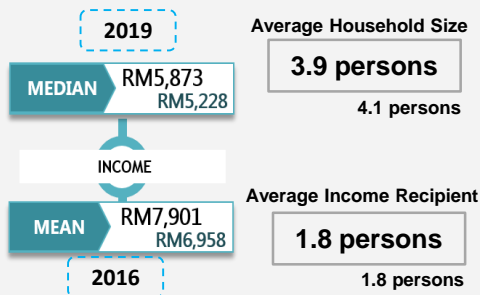 2019
MEDIAN
RM5,873
RM5,228
INCOME
MEAN
RM7,901
RM6,958
2016
Average Household Size
3.9 persons
4.1 persons
Average Income Recipient
1.8 persons
1.8 persons